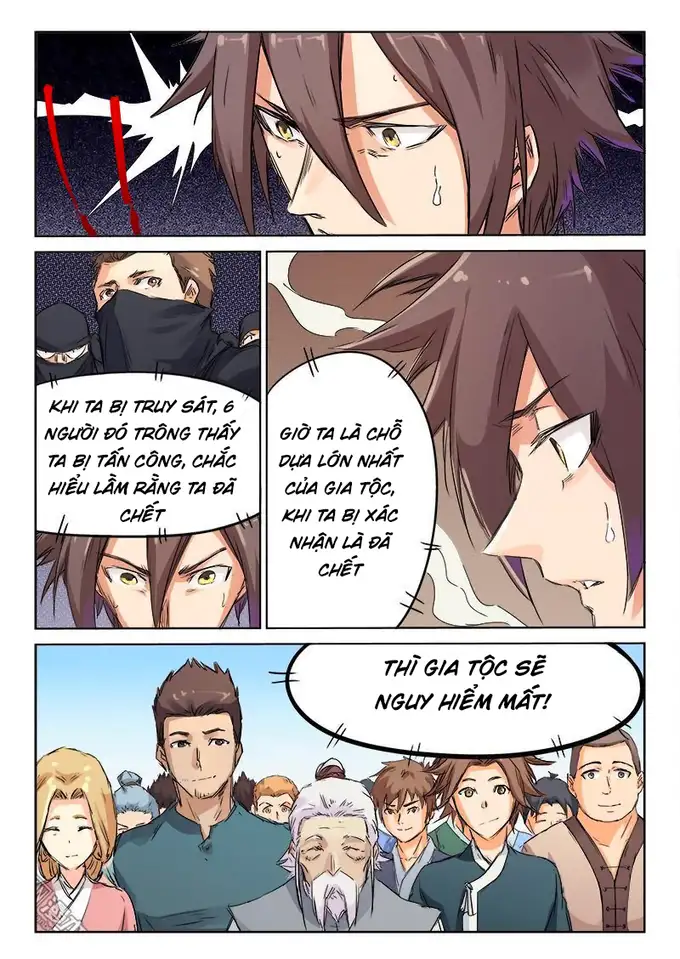 KHI TA BỊ TRUY SÁT, 6
NGƯỜI ĐÓ TRÔNG THẤY
TA BỊ TẤN CÔNG, CHẮC
HIỂU LẦM RẰNG TA ĐÃ
CHẾT
GIỜ TA LÀ CHỖ
DỰA LỚN NHẤT
CỦA GIA TỘC,
KHI TA BỊ XÁC
NHẬN LÀ ĐÃ
CHẾT
THÌ GIA TỘC SẼ
NGUY HIỂM MẤT!